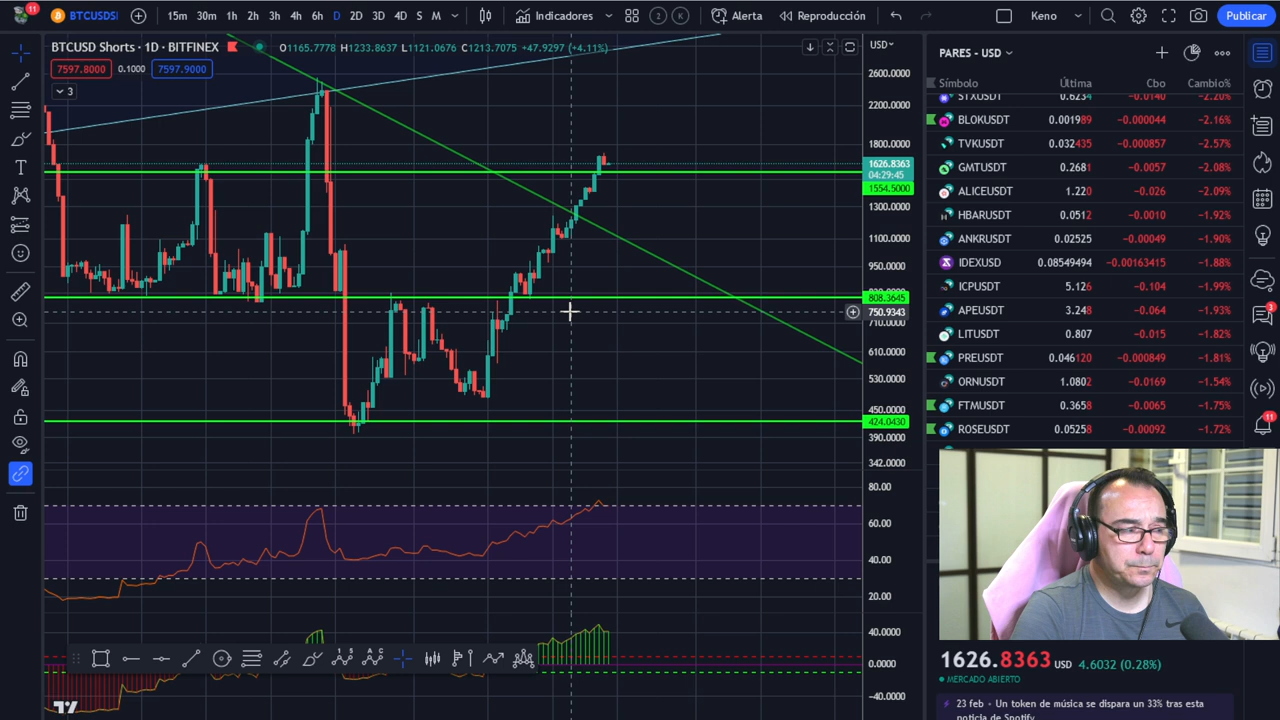 11
BTCUSDS
15m 30m 1h 2h 3h 4h 6h D 2D 3D 4D S M
Indicadores
2 K
Alerta
Reproducción
Keno
Publicar
BTCUSD Shorts · 1D · BITFINEX
O1165.7778 H1233.8637 L1121.0676 C1213.7075 +47.9297 (+4.11%)
7597.8000 0.1000 7597.9000
3
USD
2600.0000
2200.0000
1800.0000
1626.8363
04:29:45
1554.5000
1300.0000
1100.0000
950.0000
808.3645
750.9343
710.0000
610.0000
530.0000
450.0000
424.0430
390.0000
342.0000
80.00
60.00
40.00
20.00
40.0000
0.0000
−40.0000
PARES - USD
Símbolo Última Cbo Cambio%
STXUSDT 0.6234 −0.0140 −2.20%
BLOKUSDT 0.001989 −0.000044 −2.16%
TVKUSDT 0.032435 −0.000855 −2.57%
GMTUSDT 0.2681 −0.0057 −2.08%
ALICEUSDT 1.220 −0.026 −2.09%
HBARUSDT 0.0512 −0.0010 −1.92%
ANKRUSDT 0.02525 −0.00049 −1.90%
IDEXUSD 0.08549494 −0.00163415 −1.88%
ICPUSDT 5.126 −0.104 −1.99%
APEUSDT 3.248 −0.064 −1.93%
LITUSDT 0.807 −0.015 −1.82%
PREUSDT 0.046120 −0.000849 −1.81%
ORNUSDT 1.0802 −0.0169 −1.54%
FTMUSDT 0.3658 −0.0065 −1.75%
ROSEUSDT 0.05258 −0.00092 −1.72%
3
11
1626.8363 USD 4.6032 (0.28%)
MERCADO ABIERTO
23 feb · Un token de música se dispara un 33% tras esta
noticia de Spotify